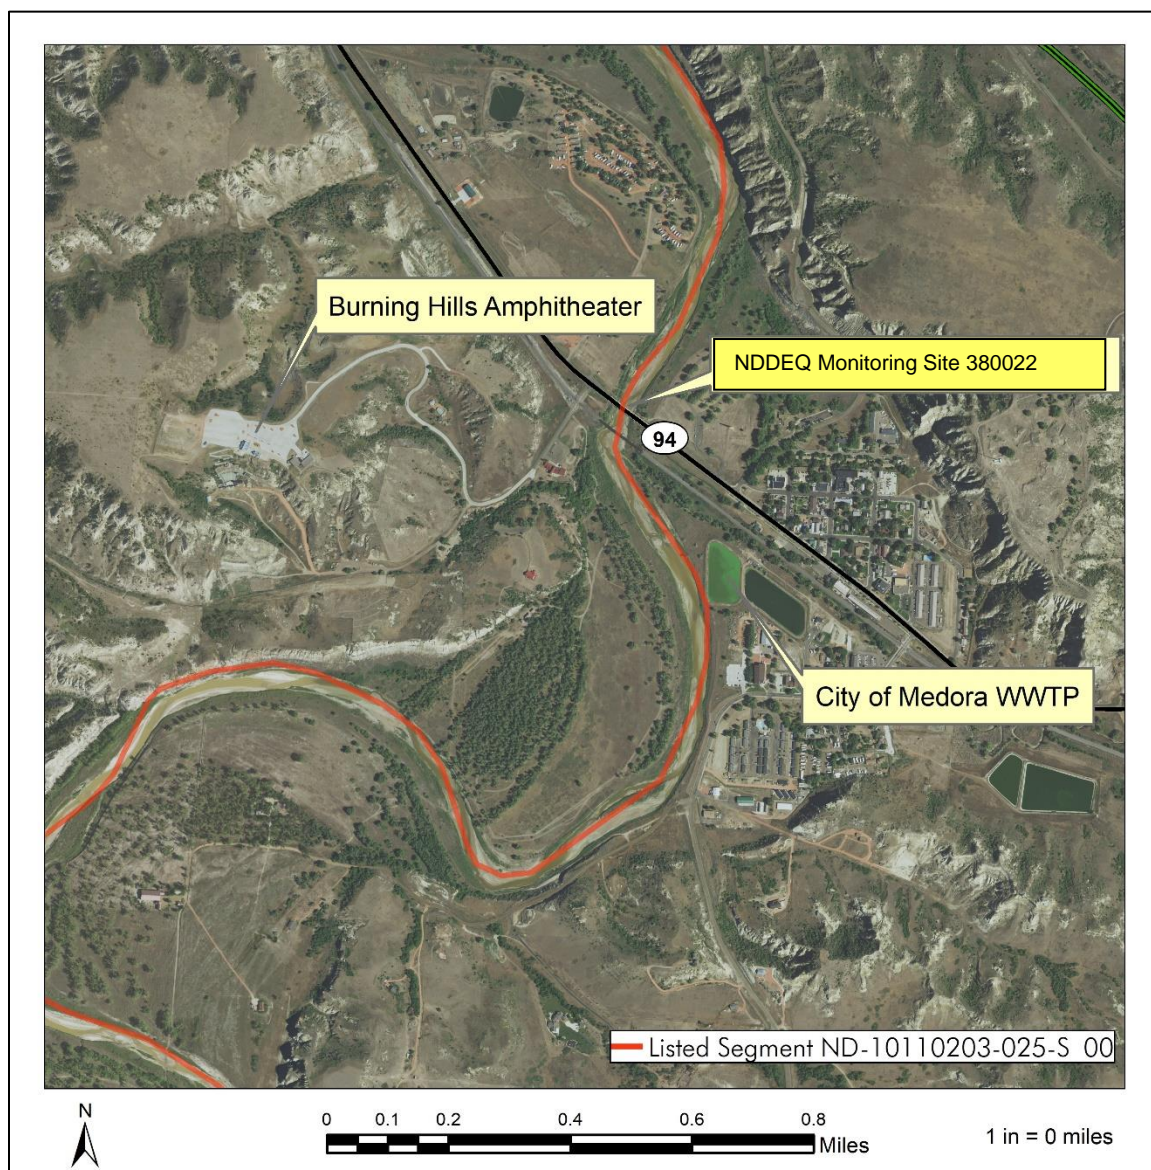 Burning Hills Amphitheater
NDDEQ Monitoring Site 380022
94
City of Medora WWTP
Listed Segment ND-10110203-025-S 00
N
0 0.1 0.2 0.4 0.6 0.8
Miles
1 in = 0 miles